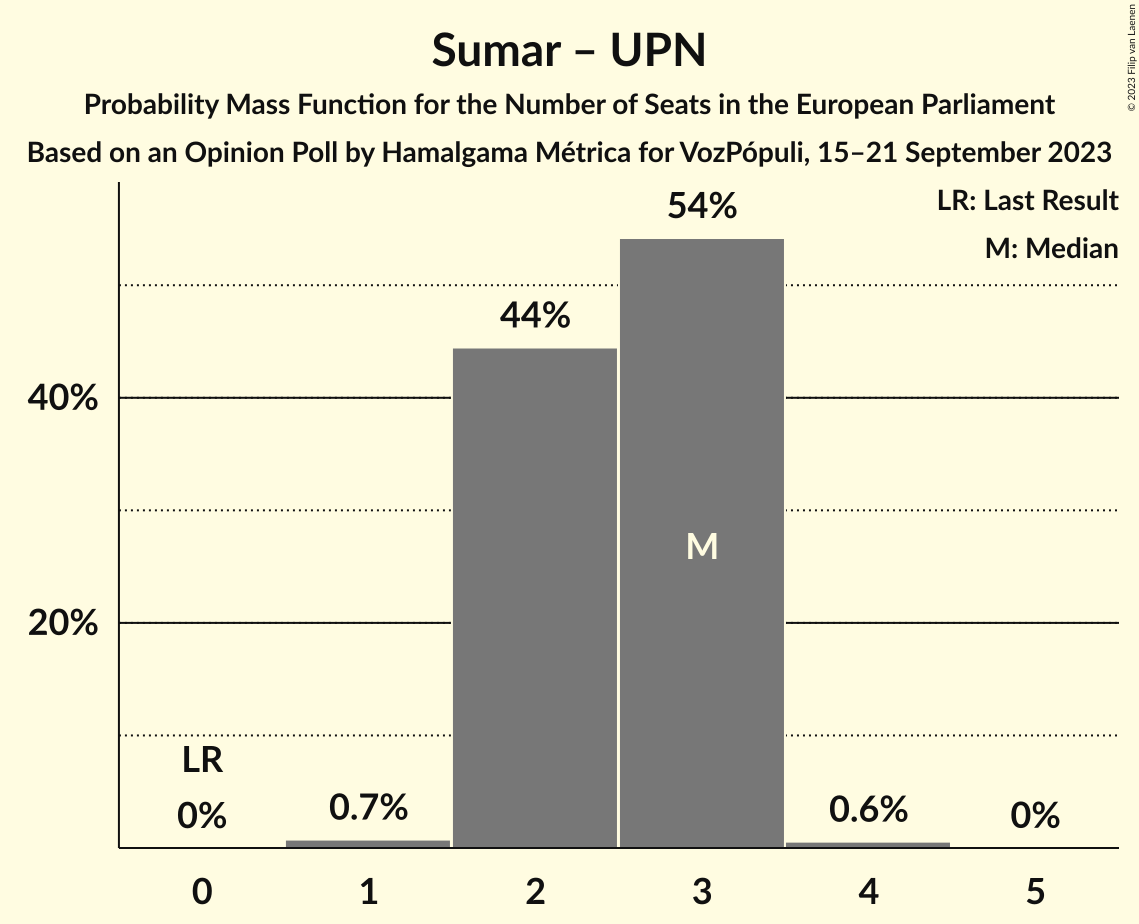 Sumar – UPN
Probability Mass Function for the Number of Seats in the European Parliament
Based on an Opinion Poll by Hamalgama Métrica for VozPópuli, 15–21 September 2023
© 2023 Filip van Laenen
LR: Last Result
M: Median
54%
44%
40%
M
20%
LR
0%
0.7%
0.6%
0%
0
1
2
3
4
5